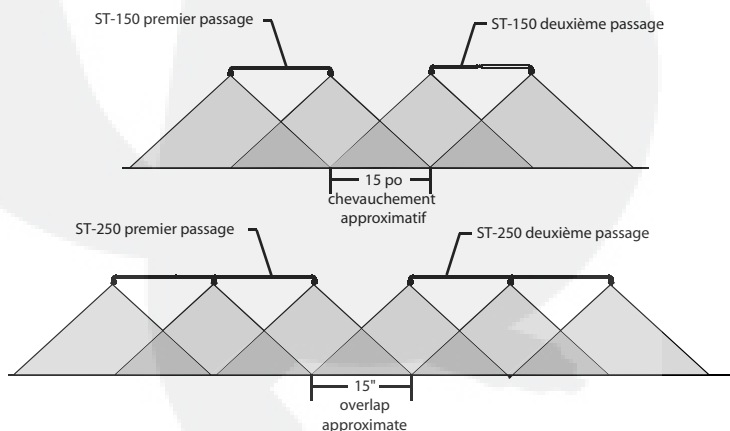 ST-150 premier passage
ST-150 deuxième passage
15 po
chevauchement
approximatif
ST-250 premier passage
ST-250 deuxième passage
15"
overlap
approximate